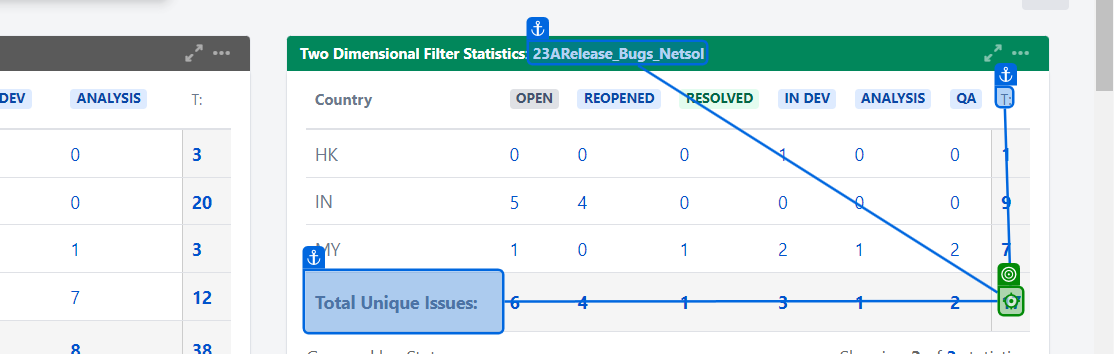 Two Dimensional Filter Statistics: 23ARelease_Bugs_Netsol
DEV ANALYSIS T:
0 3
0 20
1 3
7 12
8 38
Country OPEN REOPENED RESOLVED IN DEV ANALYSIS QA T:
HK 0 0 0 1 0 0 1
IN 5 4 0 0 0 0 9
MY 1 0 1 2 1 2 7
Total Unique Issues: 6 4 1 3 1 2